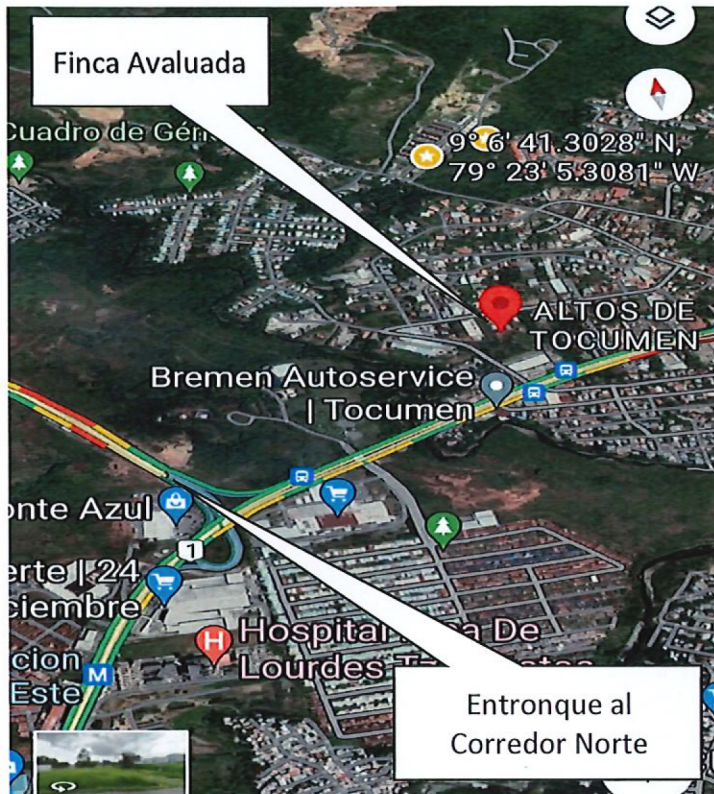 Finca Avaluada
Cuadro de
9° 6' 41.3028" N,
79° 23' 5.3081" W
ALTOS DE
TOCUMEN
Bremen Autoservice
| Tocumen
onte Azul
1
erte | 24
ciembre
H
Hospital
De
Lourdes
cion
Este
M
Entronque al
Corredor Norte